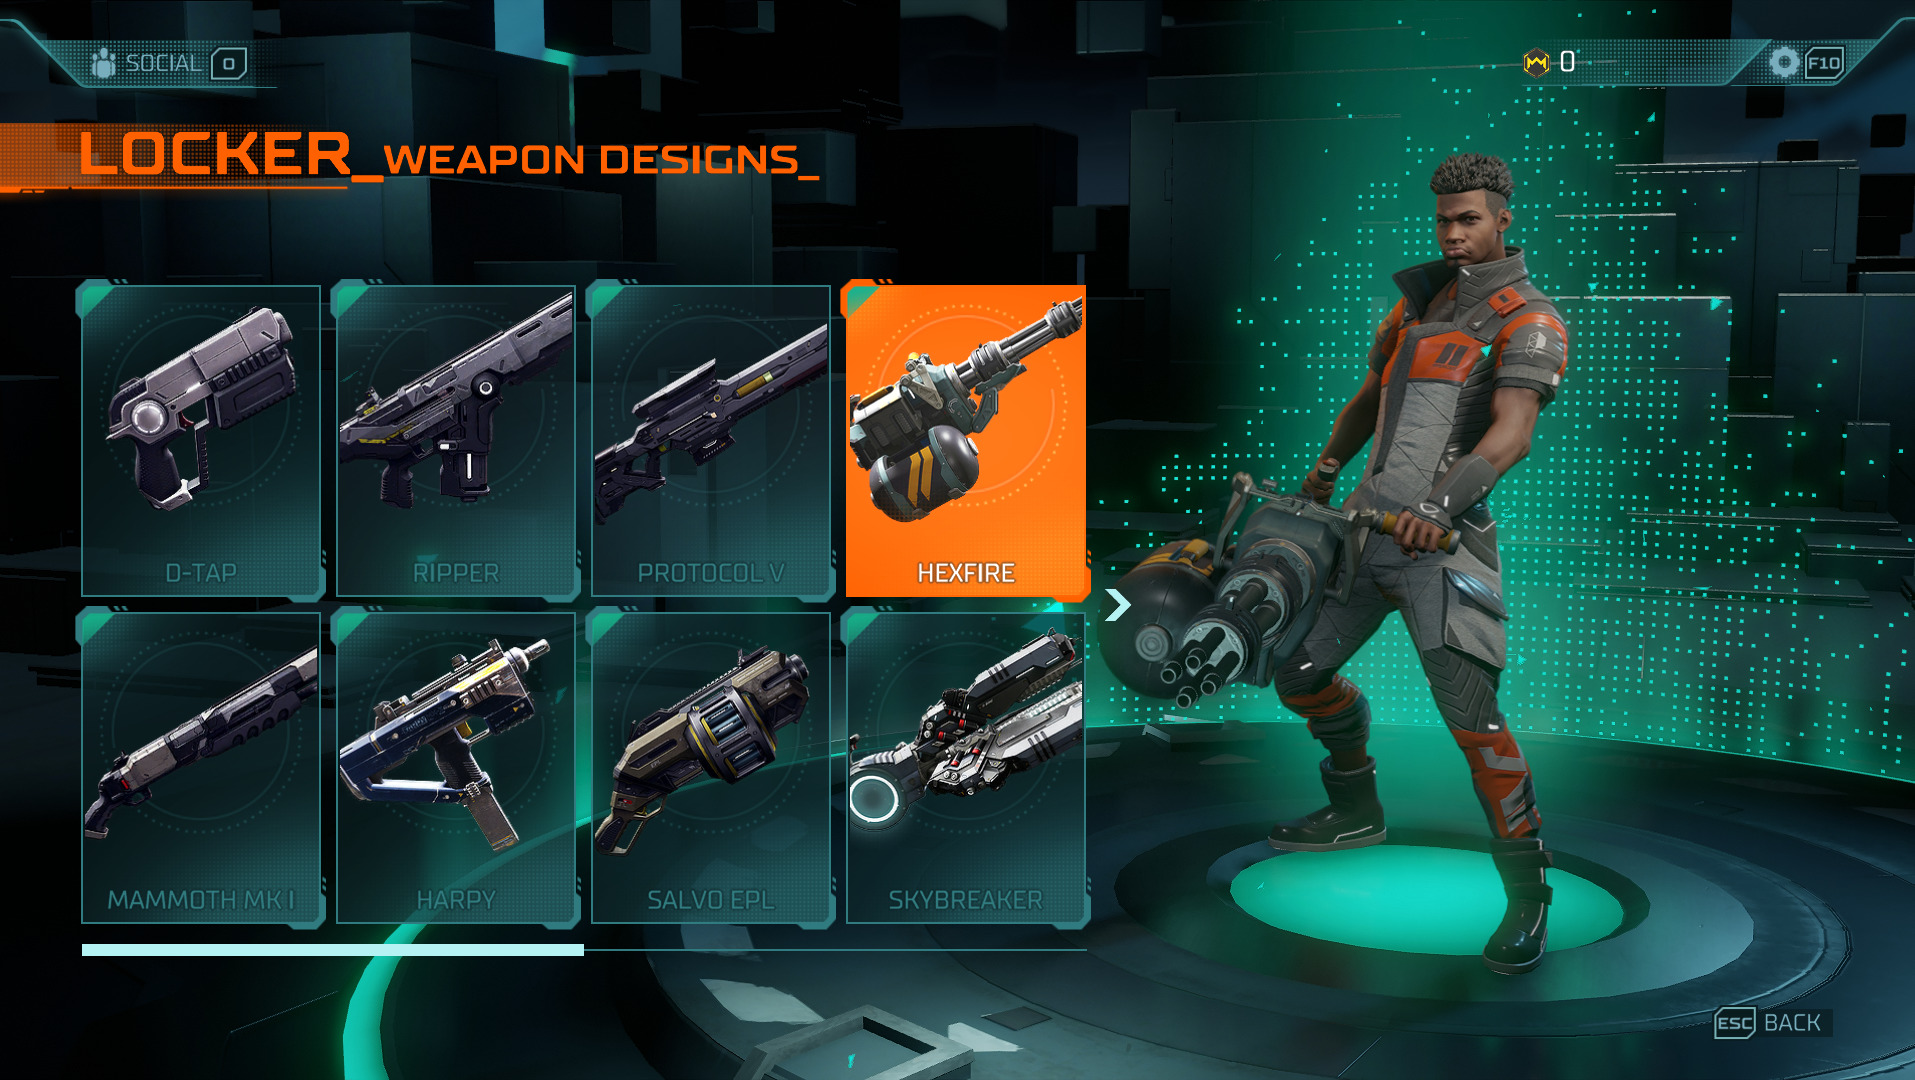 SOCIAL O
0
F10
LOCKER_WEAPON DESIGNS_
D-TAP
RIPPER
PROTOCOL V
HEXFIRE
MAMMOTH MK I
HARPY
SALVO EPL
SKYBREAKER
ESC BACK